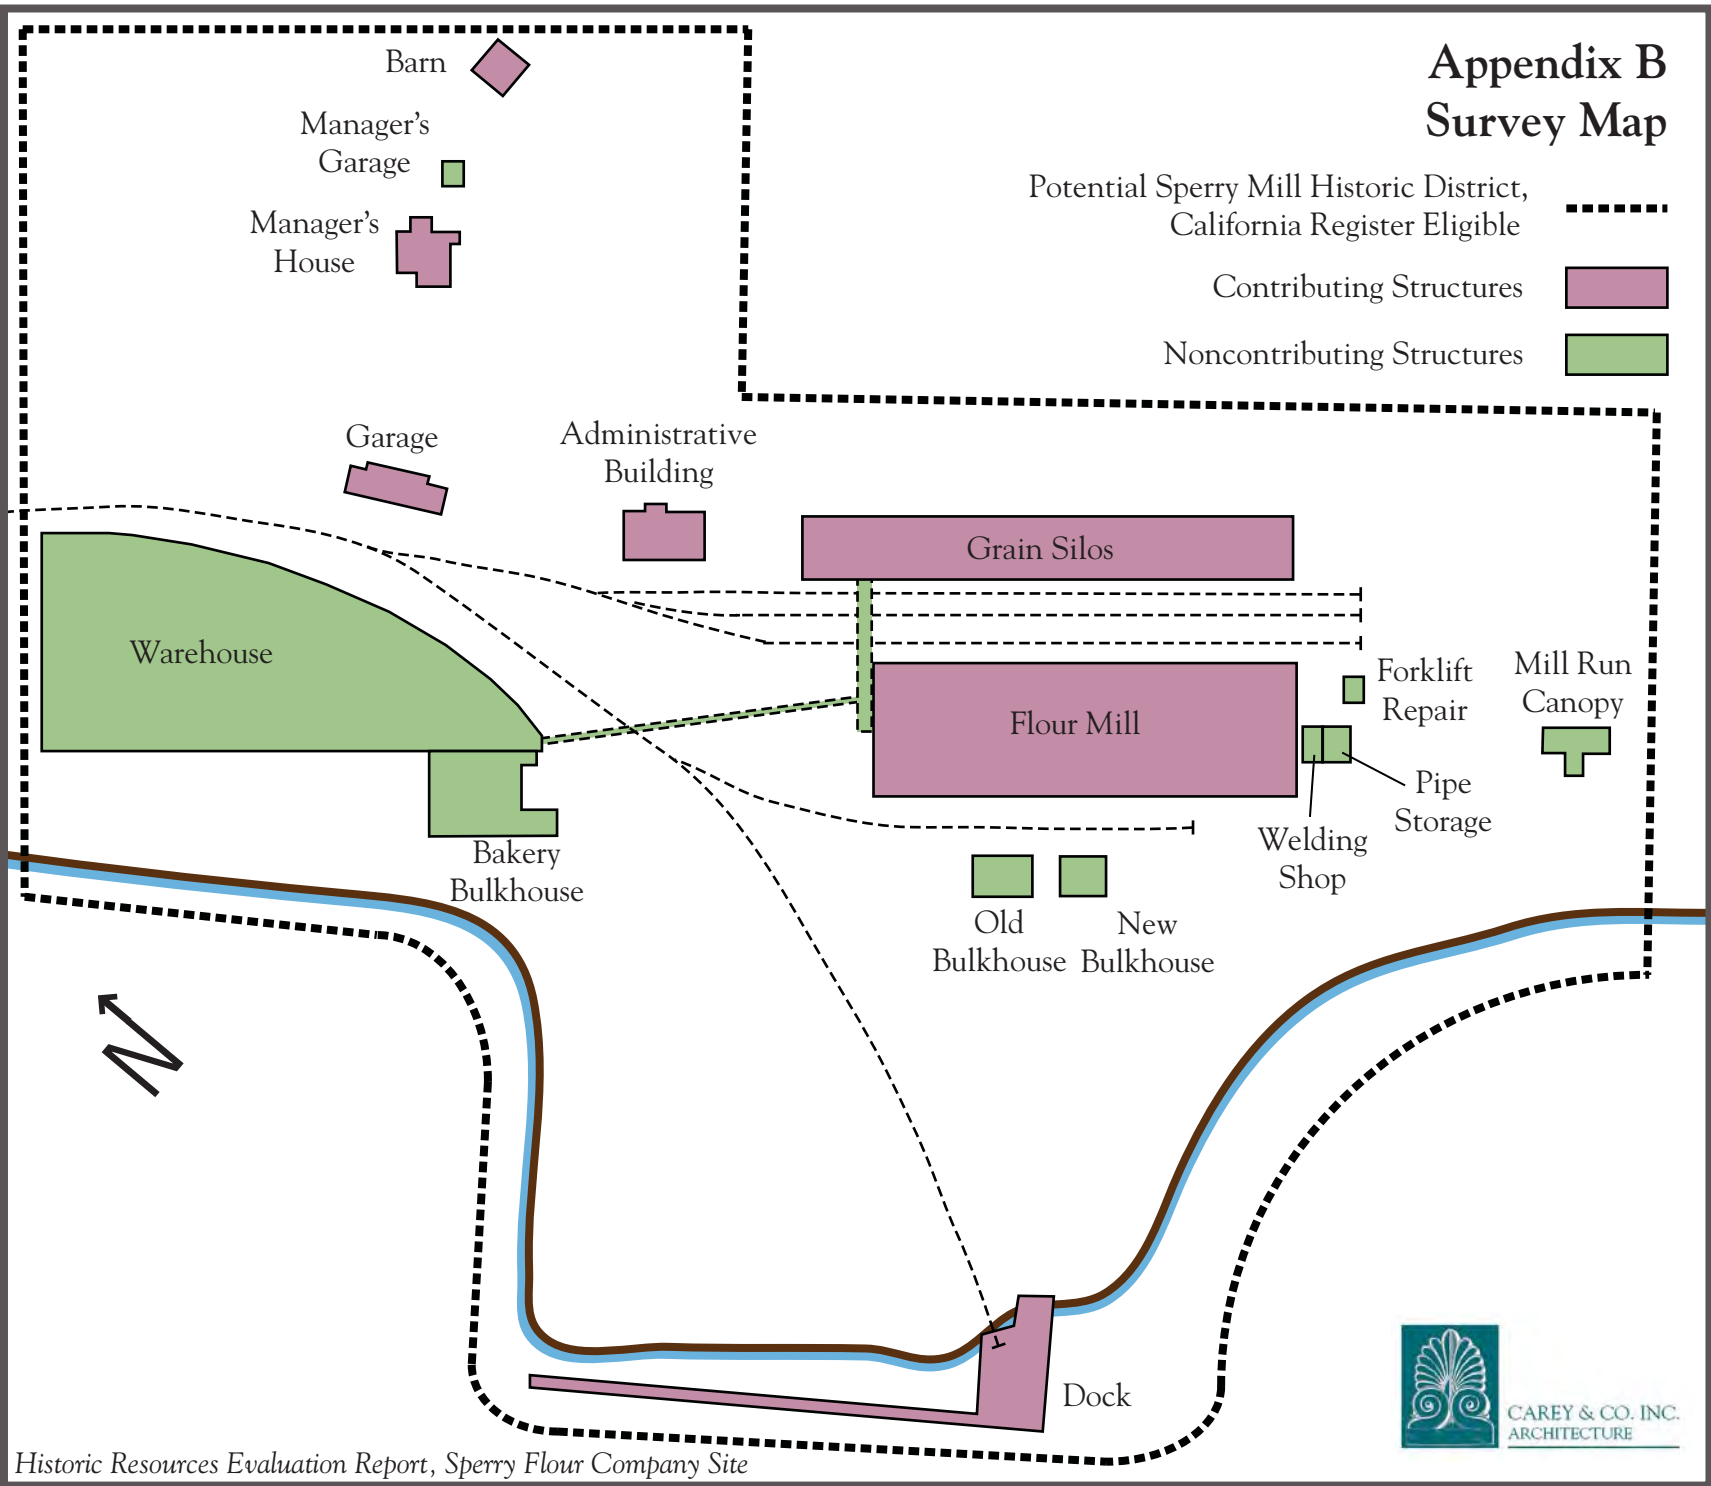 Appendix B
Survey Map
Potential Sperry Mill Historic District,
California Register Eligible
Contributing Structures
Noncontributing Structures
Barn
Manager's
Garage
Manager's
House
Garage
Administrative
Building
Grain Silos
Warehouse
Flour Mill
Forklift
Repair
Mill Run
Canopy
Pipe
Storage
Welding
Shop
Bakery
Bulkhouse
Old
Bulkhouse
New
Bulkhouse
N
Dock
CAREY & CO. INC.
ARCHITECTURE
Historic Resources Evaluation Report, Sperry Flour Company Site